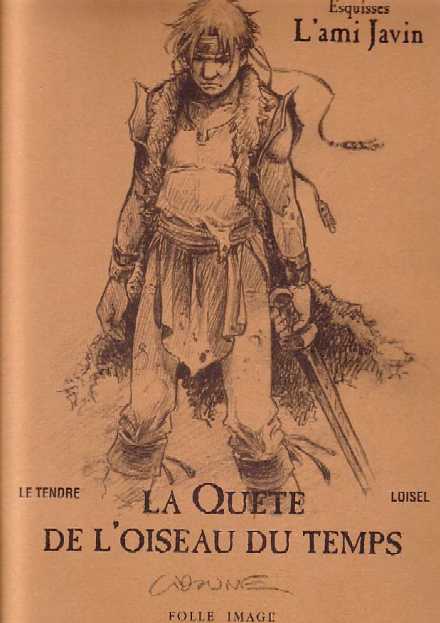 Esquisses
L'ami Javin
LE TENDRE
LOISEL
LA QUETE
DE L'OISEAU DU TEMPS
FOLLE IMAGE